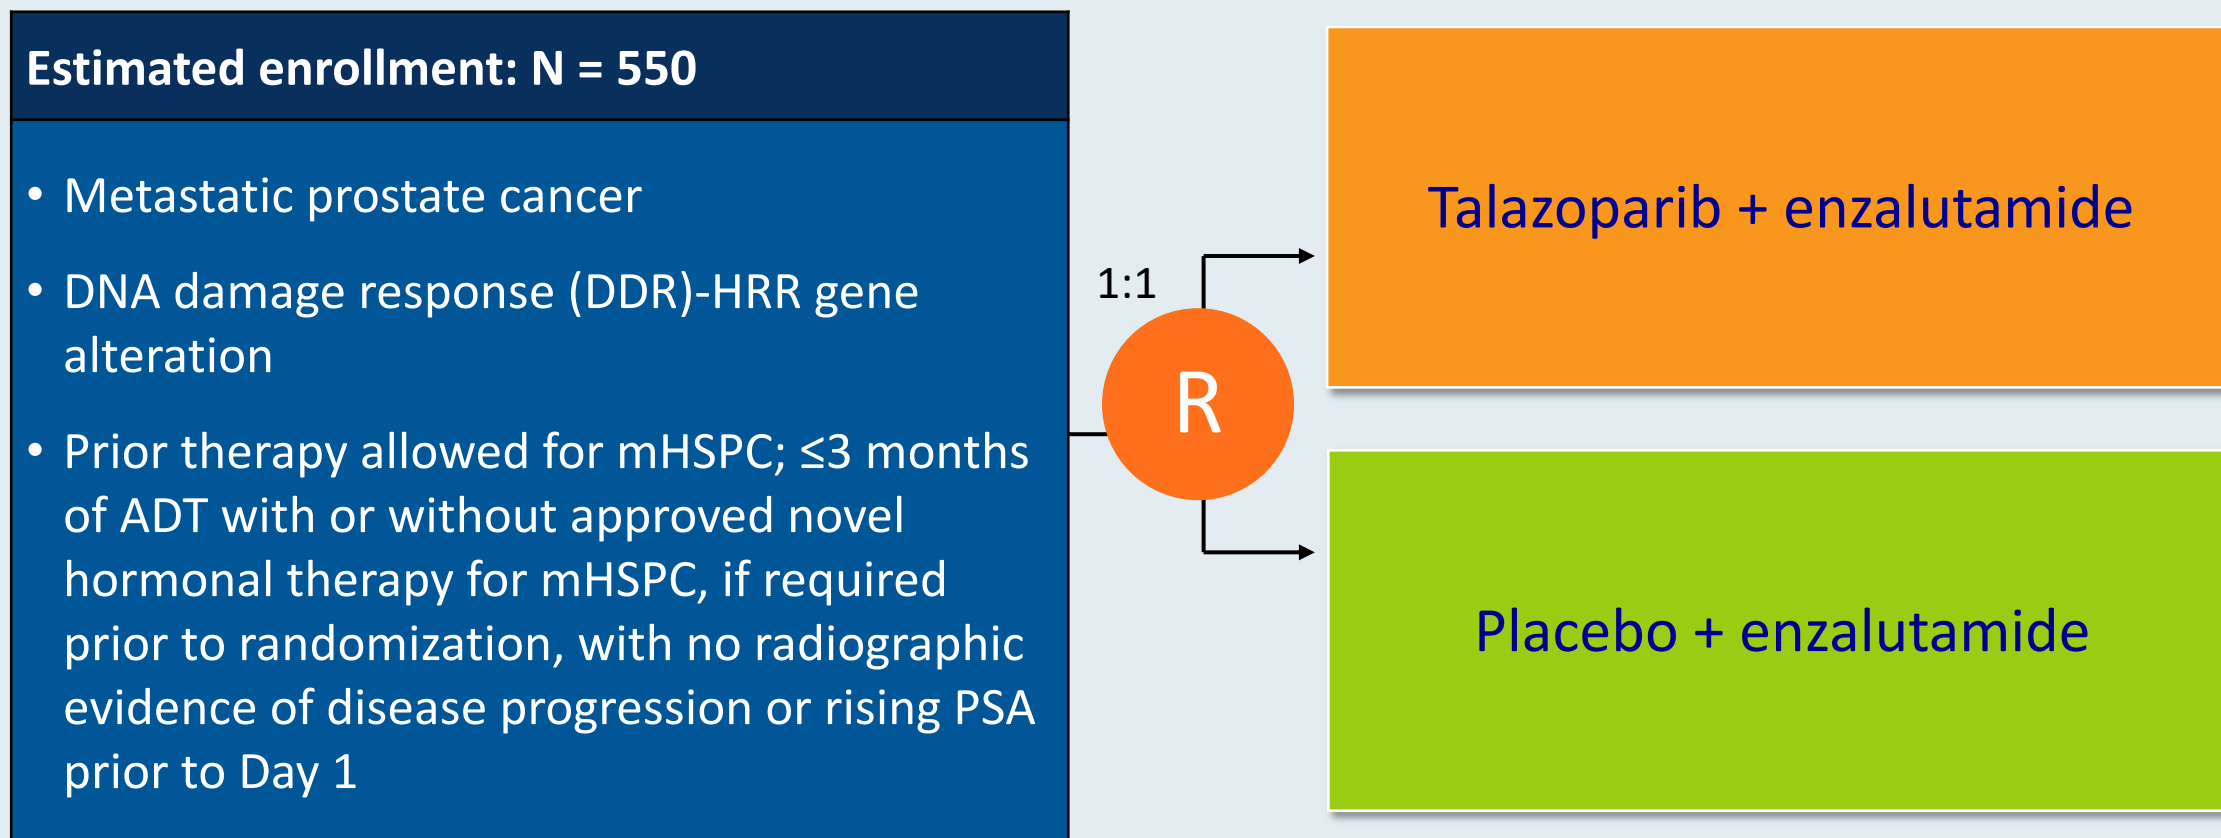 Estimated enrollment: N = 550
• Metastatic prostate cancer
• DNA damage response (DDR)-HRR gene
alteration
• Prior therapy allowed for mHSPC; ≤3 months
of ADT with or without approved novel
hormonal therapy for mHSPC, if required
prior to randomization, with no radiographic
evidence of disease progression or rising PSA
prior to Day 1
1:1
R
Talazoparib + enzalutamide
Placebo + enzalutamide